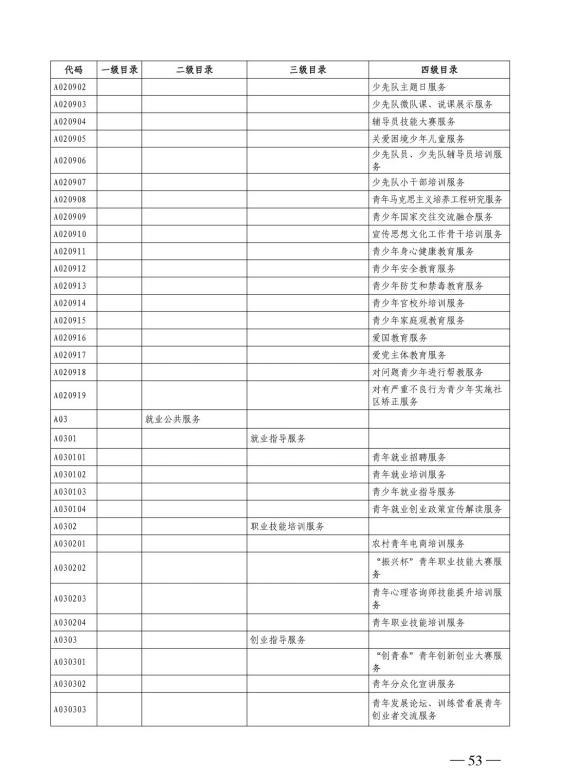 代码 一级目录 二级目录 三级目录 四级目录
A020902 少先队主题日服务
A020903 少先队微队课、说课展示服务
A020904 辅导员技能大赛服务
A020905 关爱困境少年儿童服务
A020906 少先队员、少先队辅导员培训服
务
A020907 少先队小干部培训服务
A020908 青年马克思主义培养工程研究服务
A020909 青少年国家交往交流融合服务
A020910 宣传思想文化工作骨干培训服务
A020911 青少年身心健康教育服务
A020912 青少年安全教育服务
A020913 青少年防艾和禁毒教育服务
A020914 青少年官校外培训服务
A020915 青少年家庭观教育服务
A020916 爱国教育服务
A020917 爱党主体教育服务
A020918 对问题青少年进行帮教服务
A020919 对有严重不良行为青少年实施社
区矫正服务
A03 就业公共服务
A0301 就业指导服务
A030101 青年就业招聘服务
A030102 青年就业培训服务
A030103 青少年就业指导服务
A030104 青年就业创业政策宣传解读服务
A0302 职业技能培训服务
A030201 农村青年电商培训服务
A030202 “振兴杯”青年职业技能大赛服
务
A030203 青年心理咨询师技能提升培训服
务
A030204 青年职业技能培训服务
A0303 创业指导服务
A030301 “创青春”青年创新创业大赛服
务
A030302 青年分众化宣讲服务
A030303 青年发展论坛、训练营看展青年
创业者交流服务
— 53 —